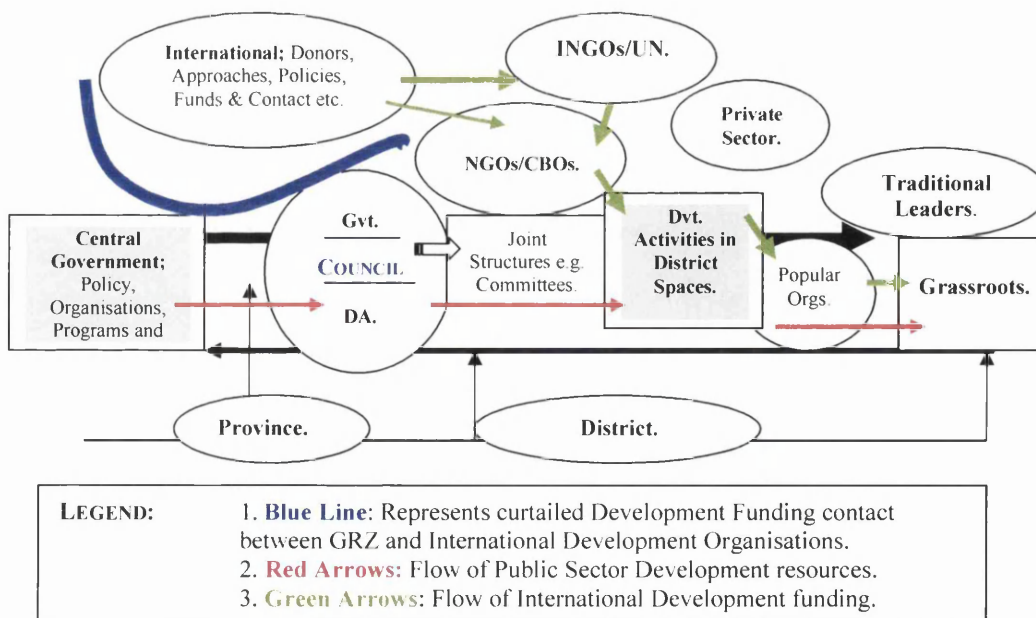 International; Donors,
Approaches, Policies,
Funds & Contact etc.
INGOs/UN.
Private
Sector.
NGOs/CBOs.
Traditional
Leaders.
Central
Government;
Policy,
Organisations,
Programs and
Gvt.
COUNCIL
DA.
Joint
Structures e.g.
Committees.
Dvt.
Activities in
District
Spaces.
Popular
Orgs.
Grassroots.
Province.
District.
LEGEND:
1. Blue Line: Represents curtailed Development Funding contact
between GRZ and International Development Organisations.
2. Red Arrows: Flow of Public Sector Development resources.
3. Green Arrows: Flow of International Development funding.